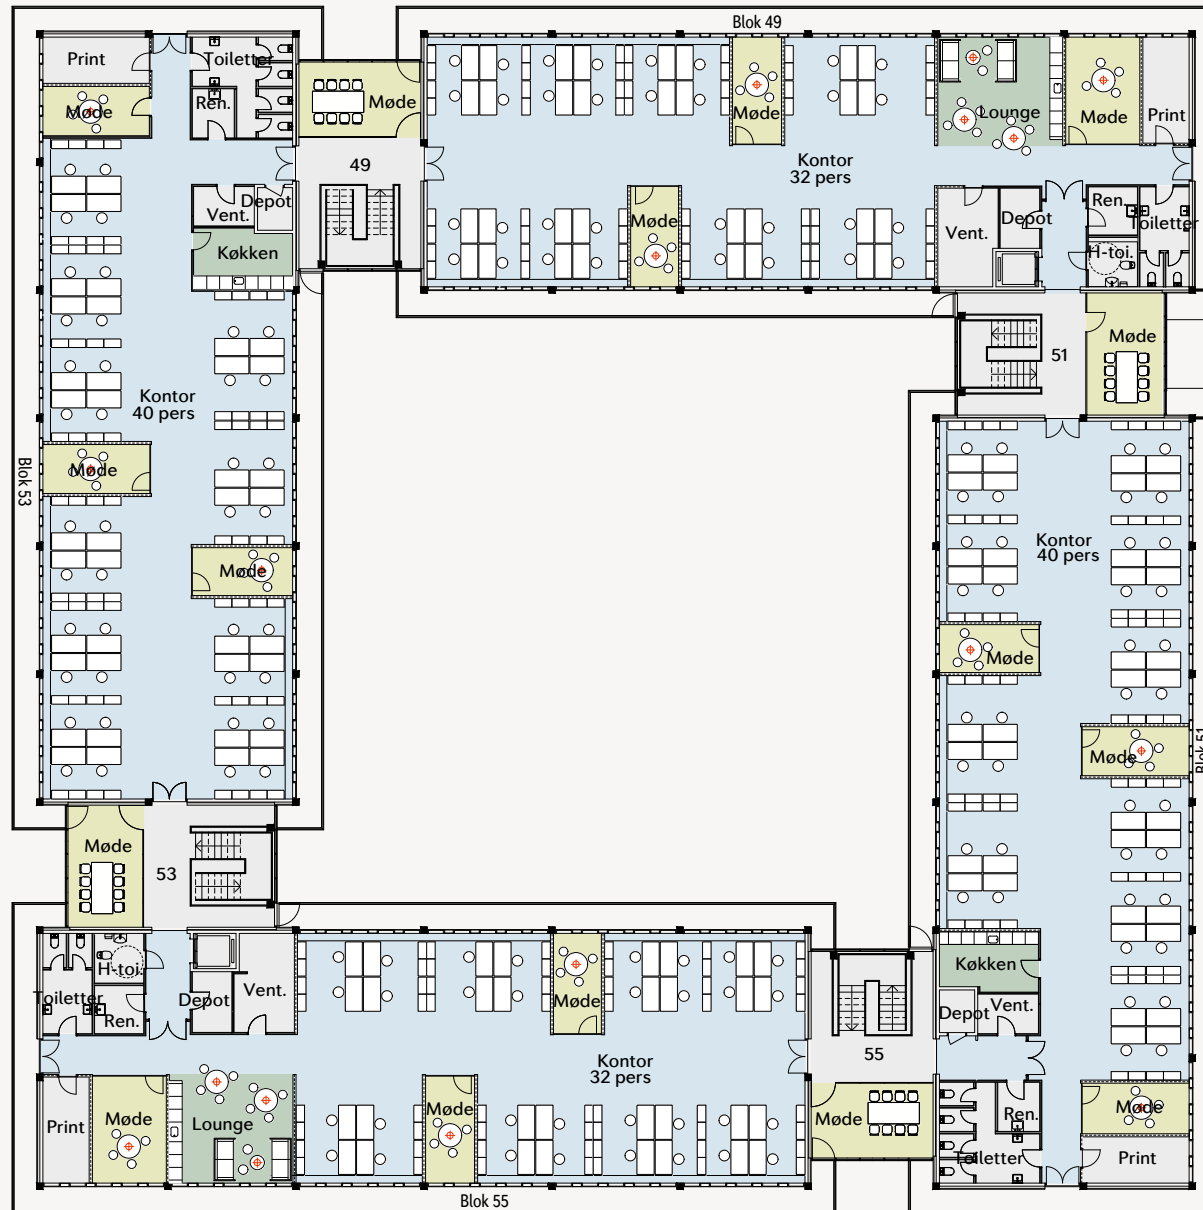 Blok 49
Print
Toiletter
Møde
Ren.
Møde
49
Depot
Vent.
Køkken
Kontor
40 pers
Møde
Møde
Blok 53
Møde
Lounge
Møde
Print
Kontor
32 pers
Møde
Vent.
Depot
Ren.
Toiletter
H-toi.
51
Møde
Kontor
40 pers
Møde
Møde
Blok 51
Køkken
Depot
Vent.
Ren.
Toiletter
Møde
Print
Møde
53
H-toi.
Toiletter
Ren.
Depot
Vent.
Møde
Kontor
32 pers
55
Print
Møde
Lounge
Møde
Møde
Blok 55